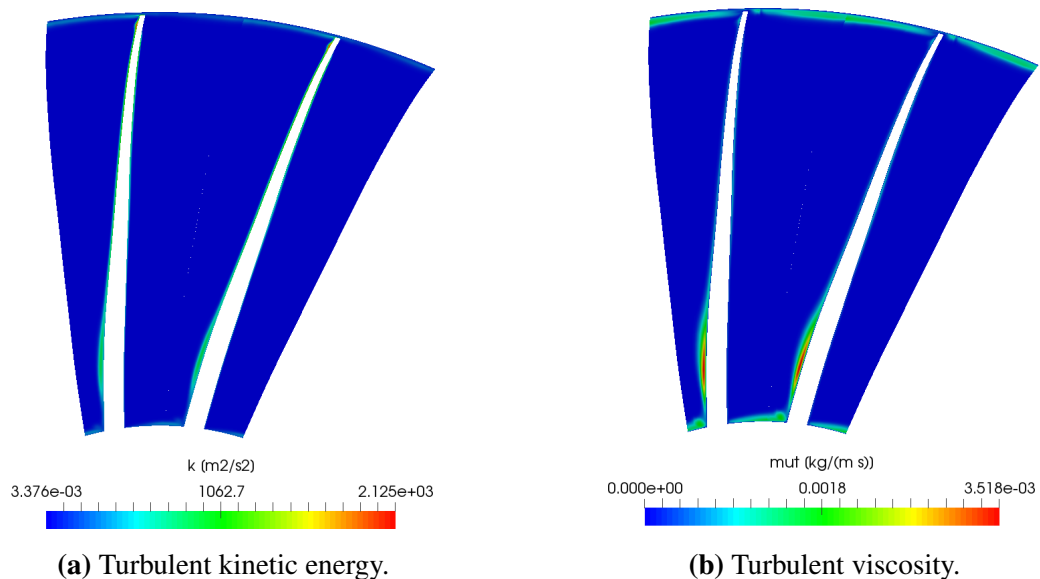 k (m2/s2)
3.376e-03 1062.7 2.125e+03
(a) Turbulent kinetic energy.
mut (kg/(m s)
0.000e+00 0.0018 3.518e-03
(b) Turbulent viscosity.